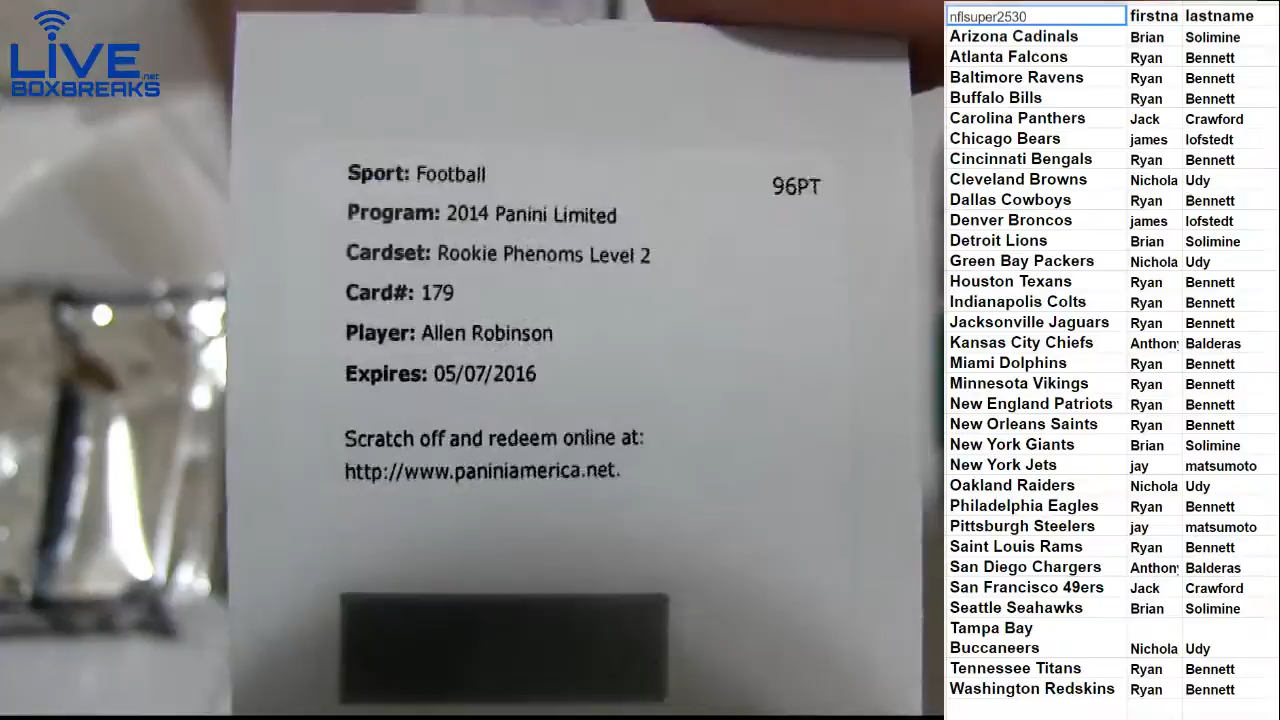 LIVE.net
BOXBREAKS
Sport: Football
96PT
Program: 2014 Panini Limited
Cardset: Rookie Phenoms Level 2
Card#: 179
Player: Allen Robinson
Expires: 05/07/2016
Scratch off and redeem online at:
http://www.paniniamerica.net.
nflsuper2530 firstna lastname
Arizona Cadinals Brian Solimine
Atlanta Falcons Ryan Bennett
Baltimore Ravens Ryan Bennett
Buffalo Bills Ryan Bennett
Carolina Panthers Jack Crawford
Chicago Bears james lofstedt
Cincinnati Bengals Ryan Bennett
Cleveland Browns Nichola Udy
Dallas Cowboys Ryan Bennett
Denver Broncos james lofstedt
Detroit Lions Brian Solimine
Green Bay Packers Nichola Udy
Houston Texans Ryan Bennett
Indianapolis Colts Ryan Bennett
Jacksonville Jaguars Ryan Bennett
Kansas City Chiefs Anthony Balderas
Miami Dolphins Ryan Bennett
Minnesota Vikings Ryan Bennett
New England Patriots Ryan Bennett
New Orleans Saints Ryan Bennett
New York Giants Brian Solimine
New York Jets jay matsumoto
Oakland Raiders Nichola Udy
Philadelphia Eagles Ryan Bennett
Pittsburgh Steelers jay matsumoto
Saint Louis Rams Ryan Bennett
San Diego Chargers Anthony Balderas
San Francisco 49ers Jack Crawford
Seattle Seahawks Brian Solimine
Tampa Bay
Buccaneers Nichola Udy
Tennessee Titans Ryan Bennett
Washington Redskins Ryan Bennett